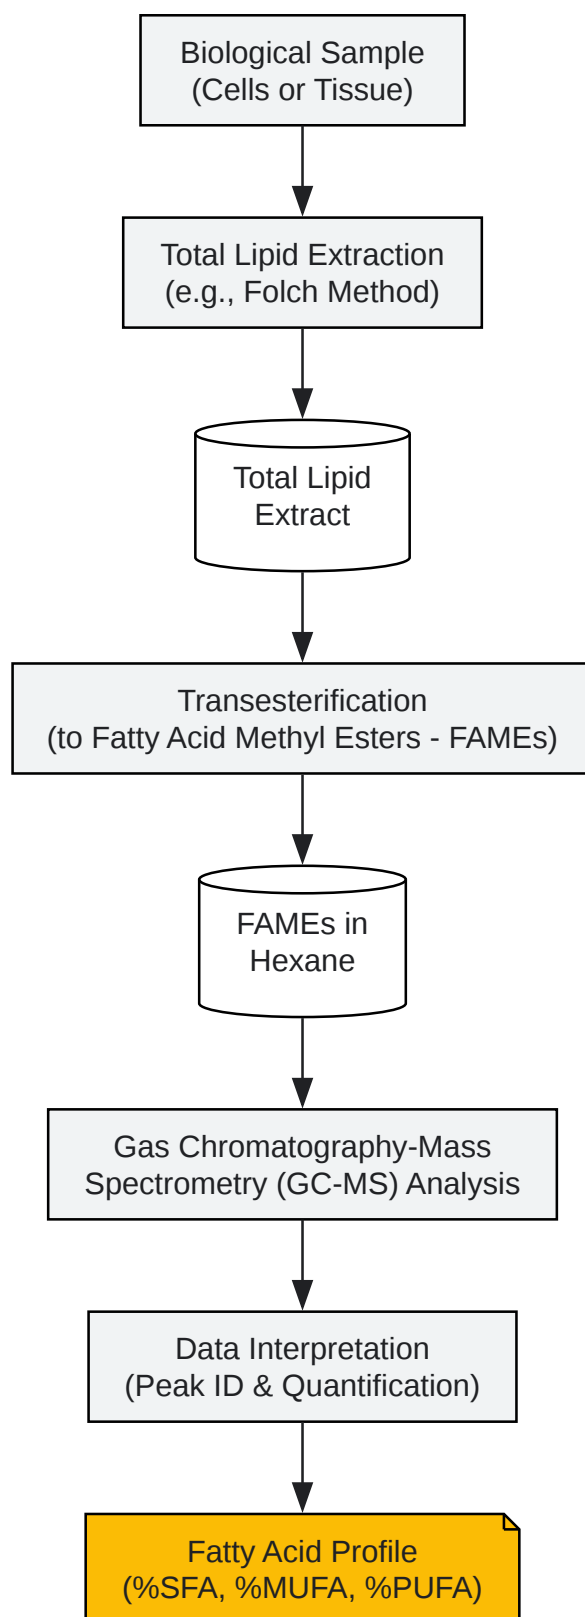 Biological Sample
(Cells or Tissue)
Total Lipid Extraction
(e.g., Folch Method)
Total Lipid
Extract
Transesterification
(to Fatty Acid Methyl Esters - FAMEs)
FAMEs in
Hexane
Gas Chromatography-Mass
Spectrometry (GC-MS) Analysis
Data Interpretation
(Peak ID & Quantification)
Fatty Acid Profile
(%SFA, %MUFA, %PUFA)